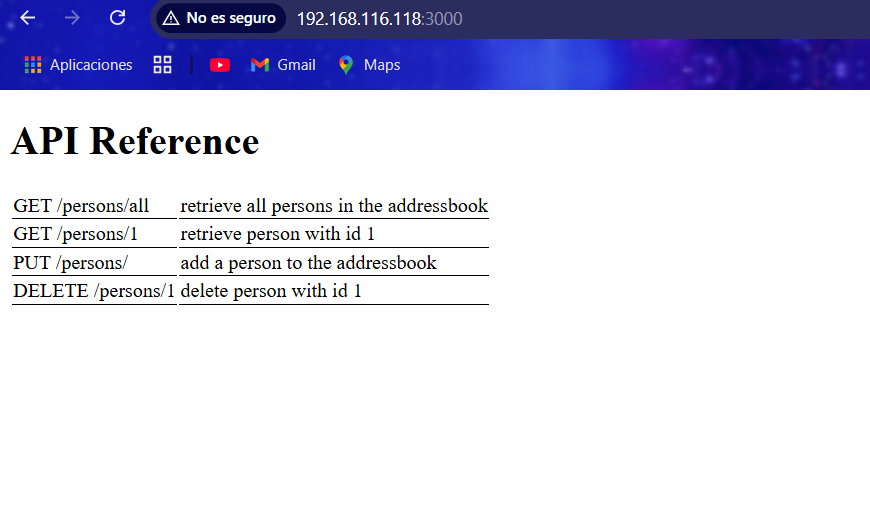 No es seguro 192.168.116.118:3000
Aplicaciones Gmail Maps
API Reference
GET /persons/all retrieve all persons in the addressbook
GET /persons/1 retrieve person with id 1
PUT /persons/ add a person to the addressbook
DELETE /persons/1 delete person with id 1